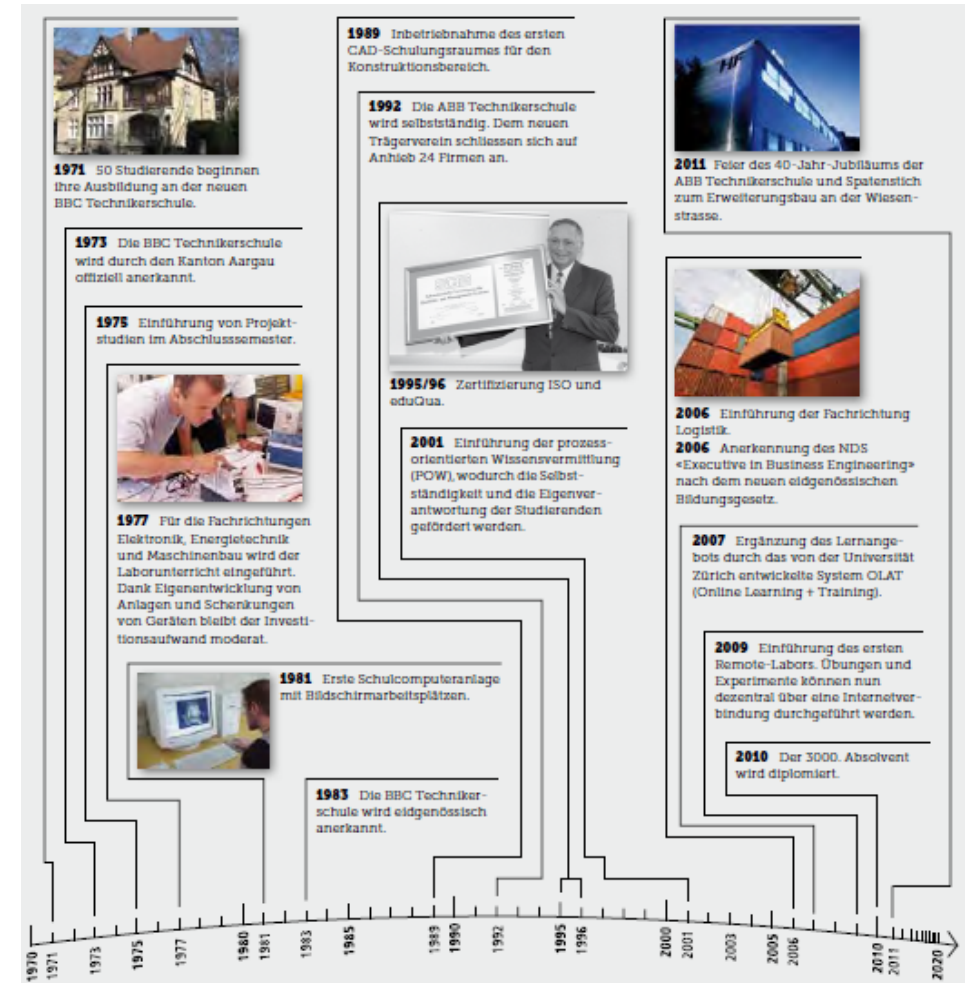 1971 50 Studierende beginnen
ihre Ausbildung an der neuen
BBC Technikerschule.
1973 Die BBC Technikerschule
wird durch den Kanton Aargau
offiziell anerkannt.
1975 Einführung von Projekt-
studien im Abschlusssemester.
1977 Für die Fachrichtungen
Elektronik, Energietechnik
und Maschinenbau wird der
Laborunterricht eingeführt.
Dank Eigenentwicklung von
Anlagen und Schenkungen
von Geräten bleibt der Investi-
tionsaufwand moderat.
1981 Erste Schulcomputeranlage
mit Bildschirmarbeitsplätzen.
1983 Die BBC Techniker-
schule wird eidgenössisch
anerkannt.
1989 Inbetriebnahme des ersten
CAD-Schulungsraumes für den
Konstruktionsbereich.
1992 Die ABB Technikerschule
wird selbstständig. Dem neuen
Trägerverein schliessen sich auf
Anhieb 24 Firmen an.
SGS
1995/96 Zertifizierung ISO und
eduQua.
2001 Einführung der prozess-
orientierten Wissensvermittlung
(POW), wodurch die Selbst-
ständigkeit und die Eigenver-
antwortung der Studierenden
gefördert werden.
HF
2011 Feier des 40-Jahr-Jubiläums der
ABB Technikerschule und Spatenstich
zum Erweiterungsbau an der Wiesen-
strasse.
2006 Einführung der Fachrichtung
Logistik.
2006 Anerkennung des NDS
«Executive in Business Engineering»
nach dem neuen eidgenössischen
Bildungsgesetz.
2007 Ergänzung des Lernange-
bots durch das von der Universität
Zürich entwickelte System OLAT
(Online Learning + Training).
2009 Einführung des ersten
Remote-Labors. Übungen und
Experimente können nun
dezentral über eine Internetver-
bindung durchgeführt werden.
2010 Der 3000. Absolvent
wird diplomiert.
1970
1971
1973
1975
1977
1980
1981
1983
1985
1989
1990
1992
1995
1996
2000
2001
2003
2005
2006
2010
2011
2020